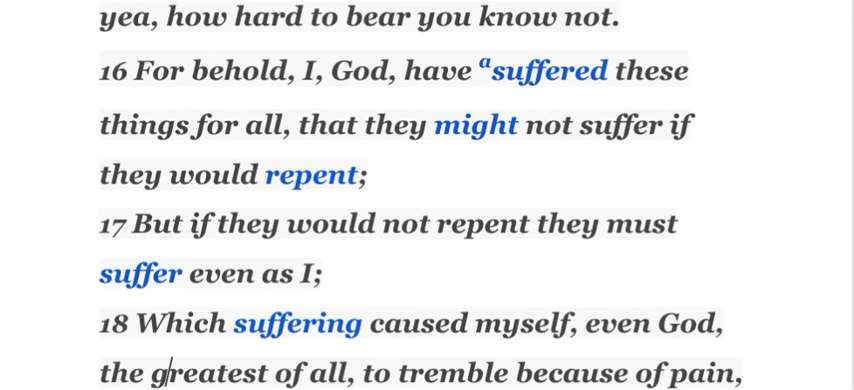 yea, how hard to bear you know not.
16 For behold, I, God, have ᵃsuffered these
things for all, that they might not suffer if
they would repent;
17 But if they would not repent they must
suffer even as I;
18 Which suffering caused myself, even God,
the greatest of all, to tremble because of pain,